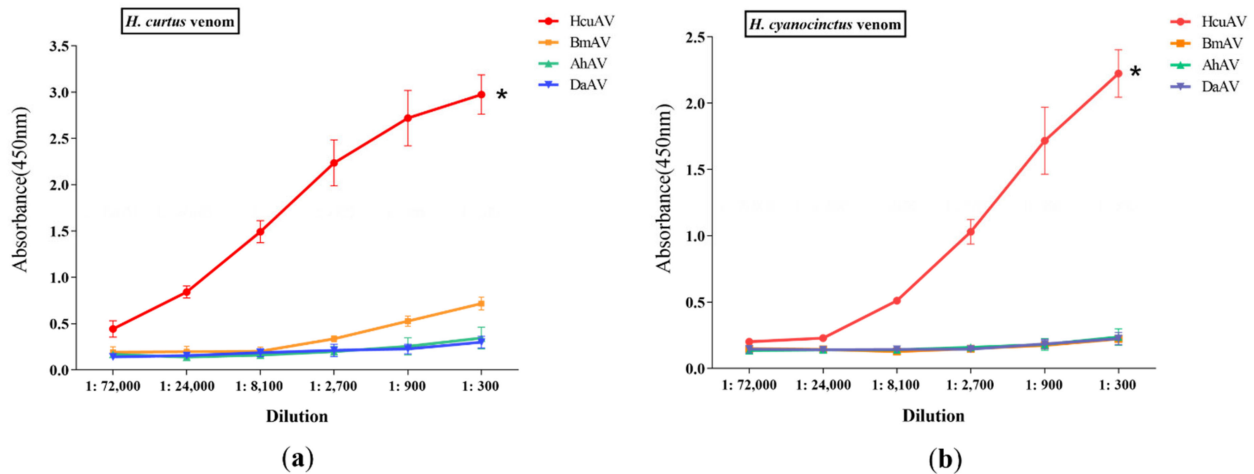 H. curtus venom
HcuAV
BmAV
AhAV
DaAV
3.5
3.0
2.5
2.0
1.5
1.0
0.5
0.0
Absorbance(450nm)
*
1: 72,000 1: 24,000 1: 8,100 1: 2,700 1: 900 1: 300
Dilution
(a)
H. cyanocinctus venom
HcuAV
BmAV
AhAV
DaAV
2.5
2.0
1.5
1.0
0.5
0.0
Absorbance(450nm)
*
1: 72,000 1: 24,000 1: 8,100 1: 2,700 1: 900 1: 300
Dilution
(b)